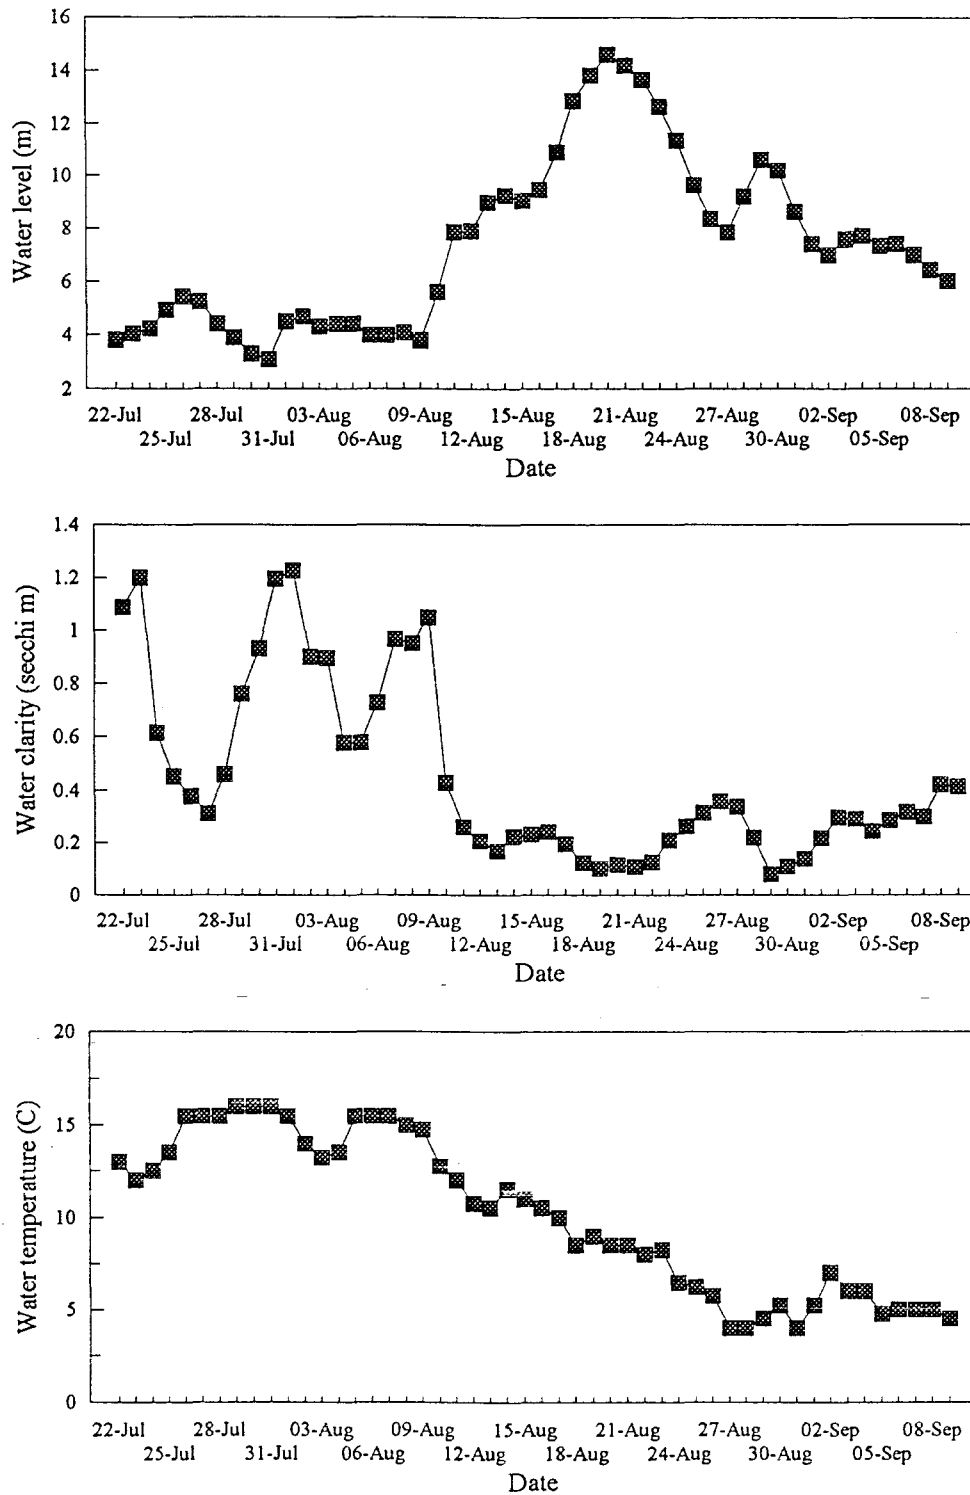 16
14
12
10
8
6
4
2
Water level (m)
22-Jul 28-Jul 03-Aug 09-Aug 15-Aug 21-Aug 27-Aug 02-Sep 08-Sep
25-Jul 31-Jul 06-Aug 12-Aug 18-Aug 24-Aug 30-Aug 05-Sep
Date
1.4
1.2
1
0.8
0.6
0.4
0.2
0
Water clarity (secchi m)
22-Jul 28-Jul 03-Aug 09-Aug 15-Aug 21-Aug 27-Aug 02-Sep 08-Sep
25-Jul 31-Jul 06-Aug 12-Aug 18-Aug 24-Aug 30-Aug 05-Sep
Date
20
15
10
5
0
Water temperature (C)
22-Jul 28-Jul 03-Aug 09-Aug 15-Aug 21-Aug 27-Aug 02-Sep 08-Sep
25-Jul 31-Jul 06-Aug 12-Aug 18-Aug 24-Aug 30-Aug 05-Sep
Date